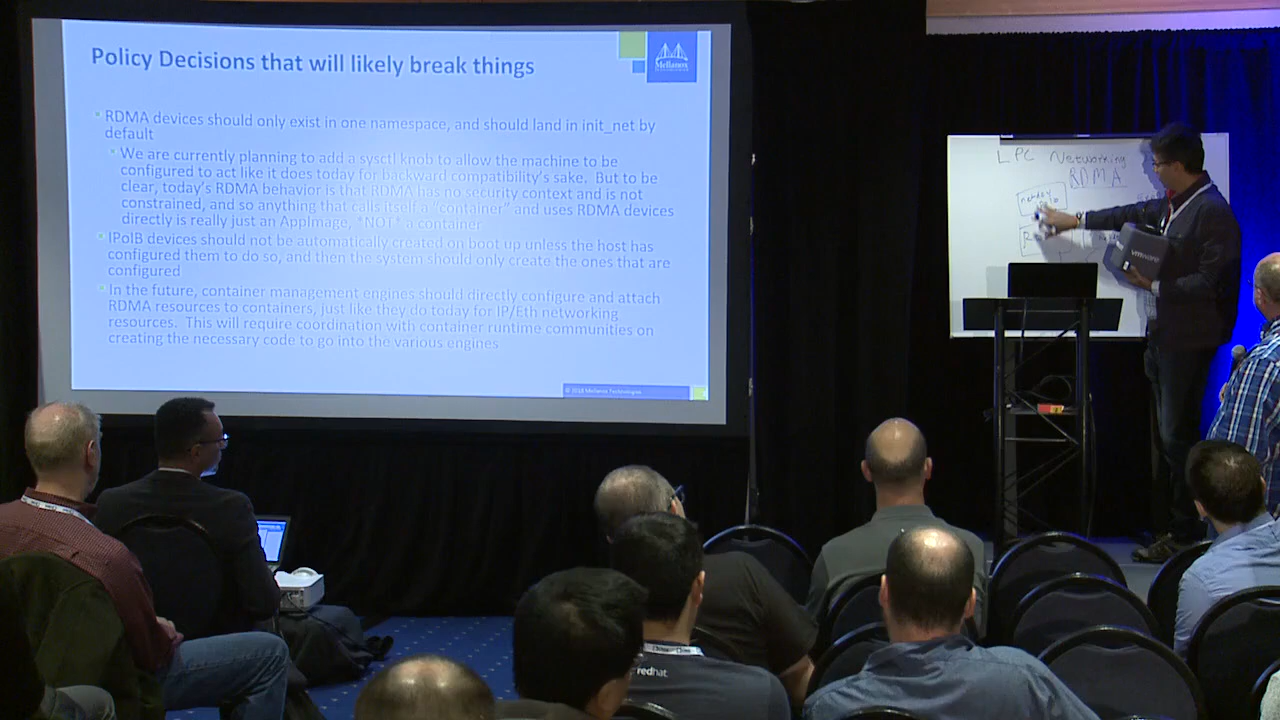 Policy Decisions that will likely break things
Mellanox
RDMA devices should only exist in one namespace, and should land in init_net by
default
We are currently planning to add a sysctl knob to allow the machine to be
configured to act like it does today for backward compatibility's sake. But to be
clear, today's RDMA behavior is that RDMA has no security context and is not
constrained, and so anything that calls itself a "container" and uses RDMA devices
directly is really just an AppImage, *NOT* a container
IPoIB devices should not be automatically created on boot up unless the host has
configured them to do so, and then the system should only create the ones that are
configured
In the future, container management engines should directly configure and attach
RDMA resources to containers, just like they do today for IP/Eth networking
resources. This will require coordination with container runtime communities on
creating the necessary code to go into the various engines
© 2018 Mellanox Technologies
LPC Networking
RDMA
netdev
vmware
redhat